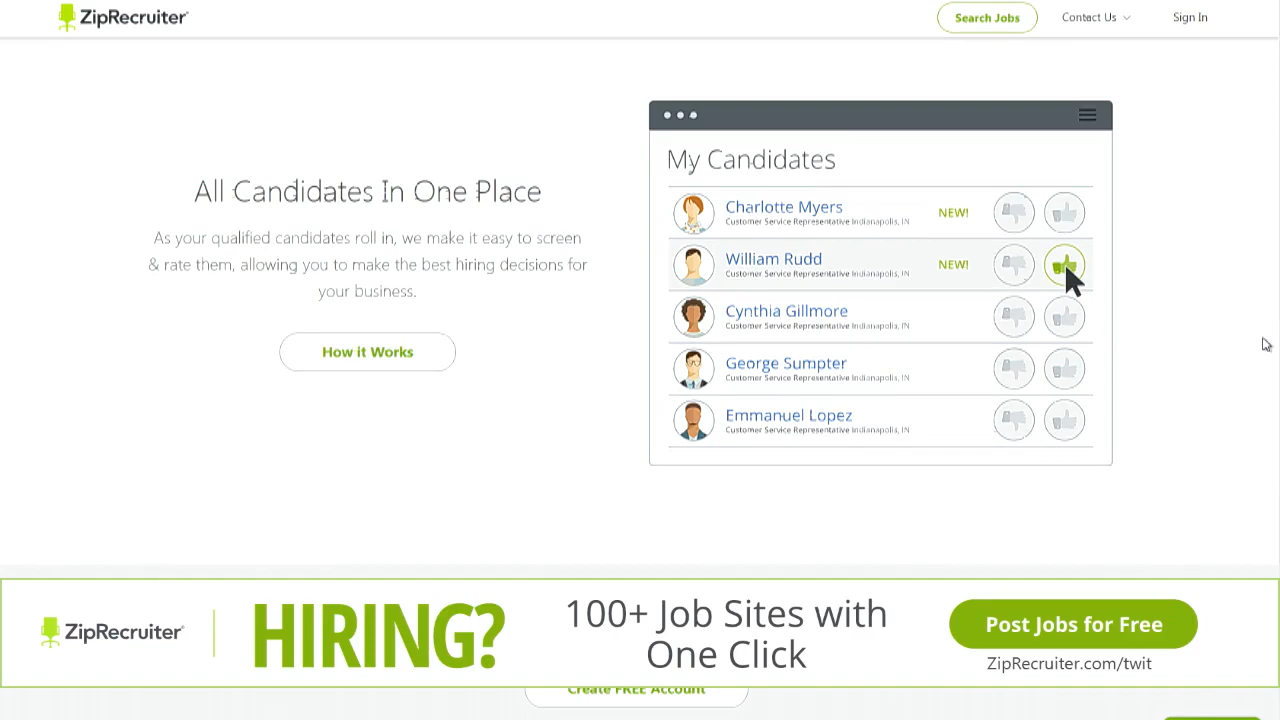 ZipRecruiter
Search Jobs
Contact Us
Sign In
All Candidates In One Place
As your qualified candidates roll in, we make it easy to screen
& rate them, allowing you to make the best hiring decisions for
your business.
How it Works
My Candidates
Charlotte Myers
Customer Service Representative Indianapolis, IN
NEW!
William Rudd
Customer Service Representative Indianapolis, IN
NEW!
Cynthia Gillmore
Customer Service Representative Indianapolis, IN
George Sumpter
Customer Service Representative Indianapolis, IN
Emmanuel Lopez
Customer Service Representative Indianapolis, IN
ZipRecruiter
HIRING?
100+ Job Sites with
One Click
Post Jobs for Free
ZipRecruiter.com/twit
Create FREE Account